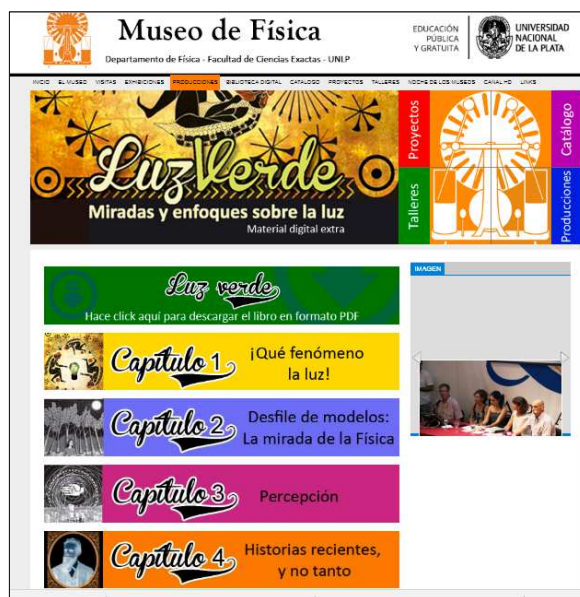 Museo de Física
Departamento de Física - Facultad de Ciencias Exactas - UNLP
EDUCACIÓN
PÚBLICA
Y GRATUITA
UNIVERSIDAD
NACIONAL
DE LA PLATA
INICIO EL MUSEO VISITAS EXHIBICIONES PRODUCCIONES BIBLIOTECA DIGITAL CATALOGO PROYECTOS TALLERES NOCHE DE LOS MUSEOS CANAL HD LINKS
Luz Verde
Miradas y enfoques sobre la luz
Material digital extra
Proyectos
Talleres
Catálogo
Producciones
Luz verde
Hace click aquí para descargar el libro en formato PDF
IMAGEN
Capítulo 1
¡Qué fenómeno
la luz!
Capítulo 2
Desfile de modelos:
La mirada de la Física
Capítulo 3
Percepción
Capítulo 4
Historias recientes,
y no tanto